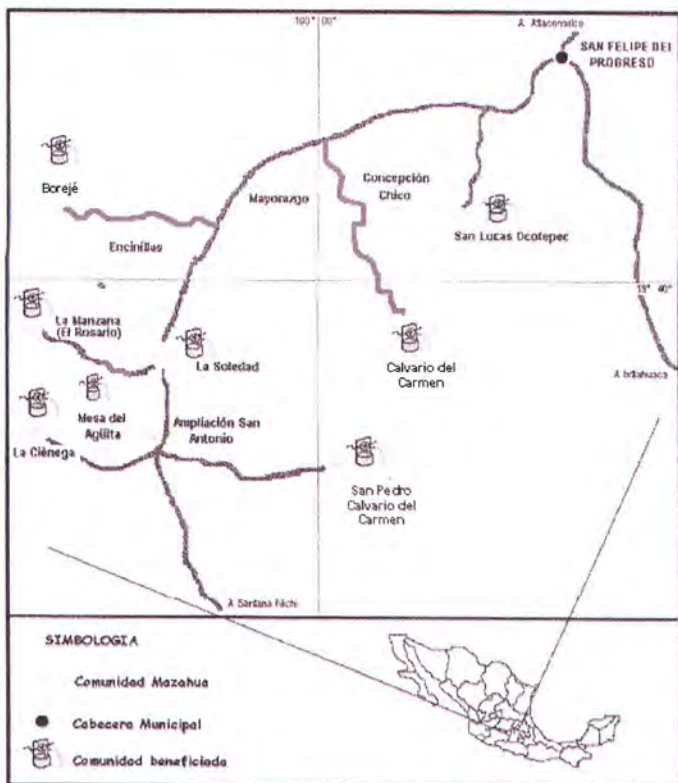 100° 00'
A. Atlacomulco
SAN FELIPE DEL
PROGRESO
Borejé
Mayorazgo
Concepción
Chico
Encinillas
San Lucas Ocotepec
19° 40'
La Manzana
(El Rosario)
La Soledad
Calvario del
Carmen
A. Ixtlahuaca
Mesa del
Agüita
Ampliación San
Antonio
La Ciénega
San Pedro
Calvario del
Carmen
A. Santana Nichi
SIMBOLOGIA
Comunidad Mazahua
Cabecera Municipal
Comunidad beneficiada